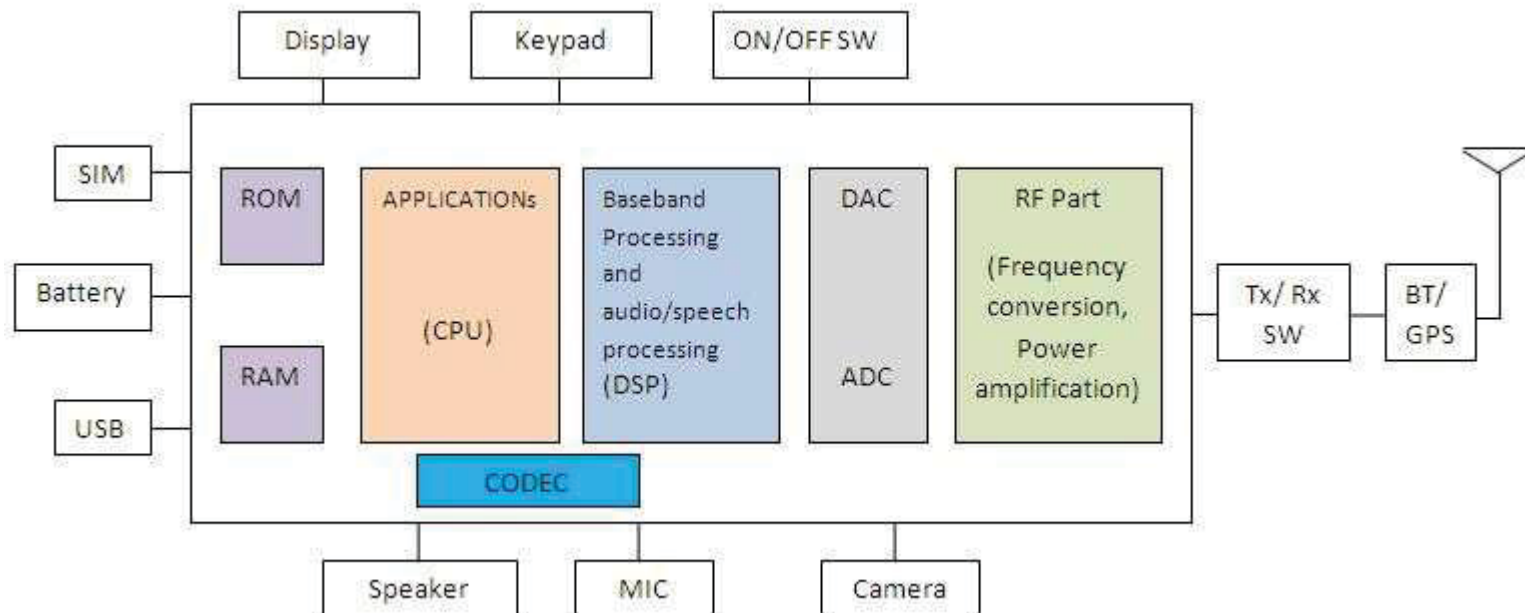 Display
Keypad
ON/OFF SW
SIM
Battery
USB
ROM
RAM
APPLICATIONs
(CPU)
Baseband
Processing
and
audio/speech
processing
(DSP)
DAC
ADC
RF Part
(Frequency
conversion,
Power
amplification)
Tx/ Rx
SW
BT/
GPS
CODEC
Speaker
MIC
Camera